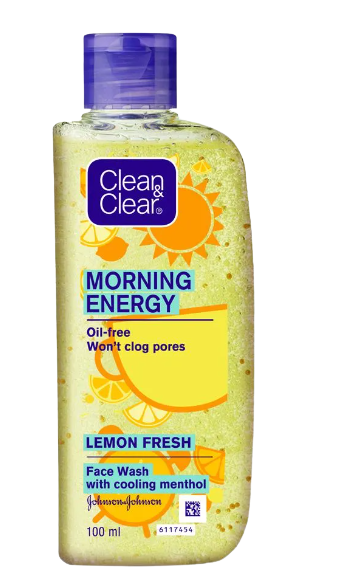 Clean
&
Clear®
MORNING
ENERGY
Oil-free
Won't clog pores
LEMON FRESH
Face Wash
with cooling menthol
Johnson&Johnson
100 ml
6117454